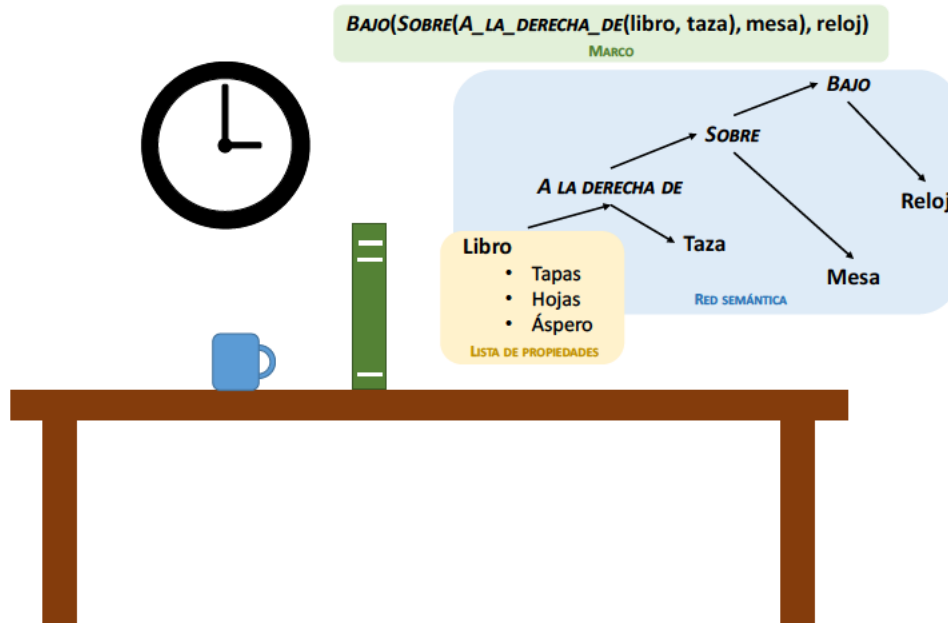 BAJO(SOBRE(A_LA_DERECHA_DE(libro, taza), mesa), reloj)
MARCO
BAJO
SOBRE
A LA DERECHA DE
Reloj
Libro
Taza
• Tapas
Mesa
• Hojas
RED SEMÁNTICA
• Áspero
LISTA DE PROPIEDADES